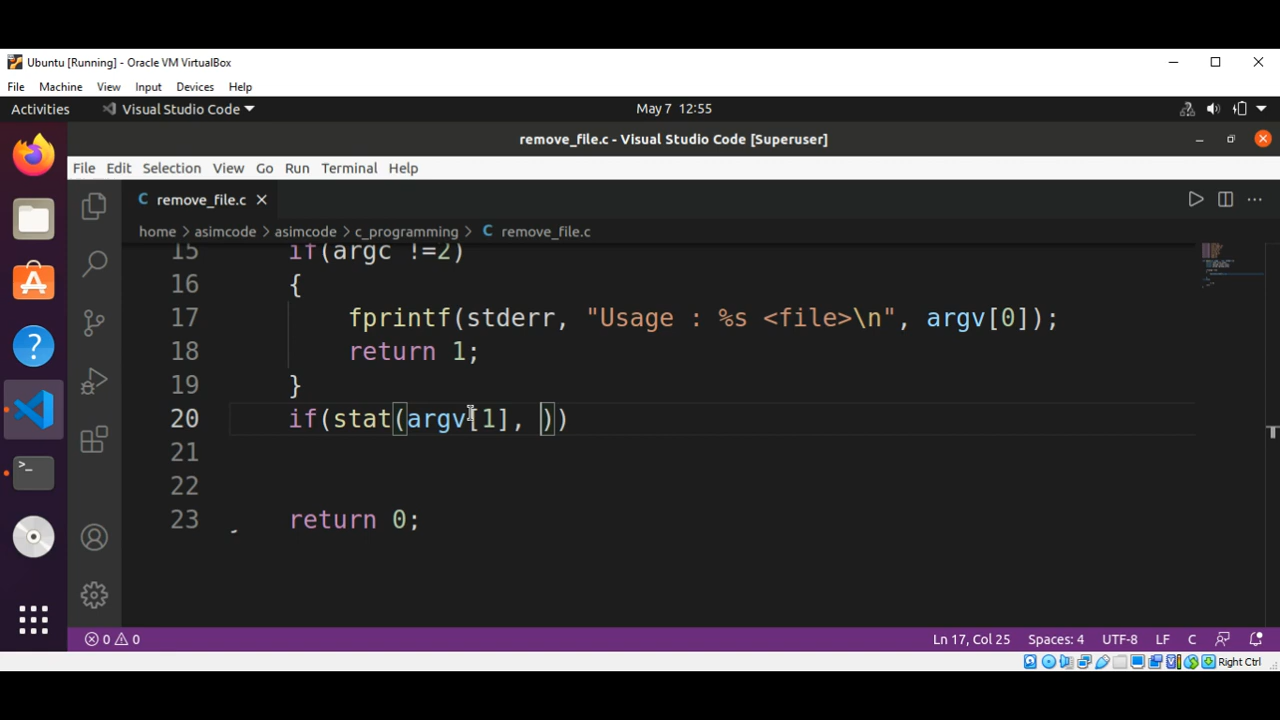 Ubuntu [Running] - Oracle VM VirtualBox
File Machine View Input Devices Help
Activities Visual Studio Code May 7 12:55
remove_file.c - Visual Studio Code [Superuser]
File Edit Selection View Go Run Terminal Help
C remove_file.c
home > asimcode > asimcode > c_programming > C remove_file.c
15 if(argc !=2)
16 {
17 fprintf(stderr, "Usage : %s <file>\n", argv[0]);
18 return 1;
19 }
20 if(stat(argv[1], ))
21
22
23 return 0;
0 0 Ln 17, Col 25 Spaces: 4 UTF-8 LF C
Right Ctrl